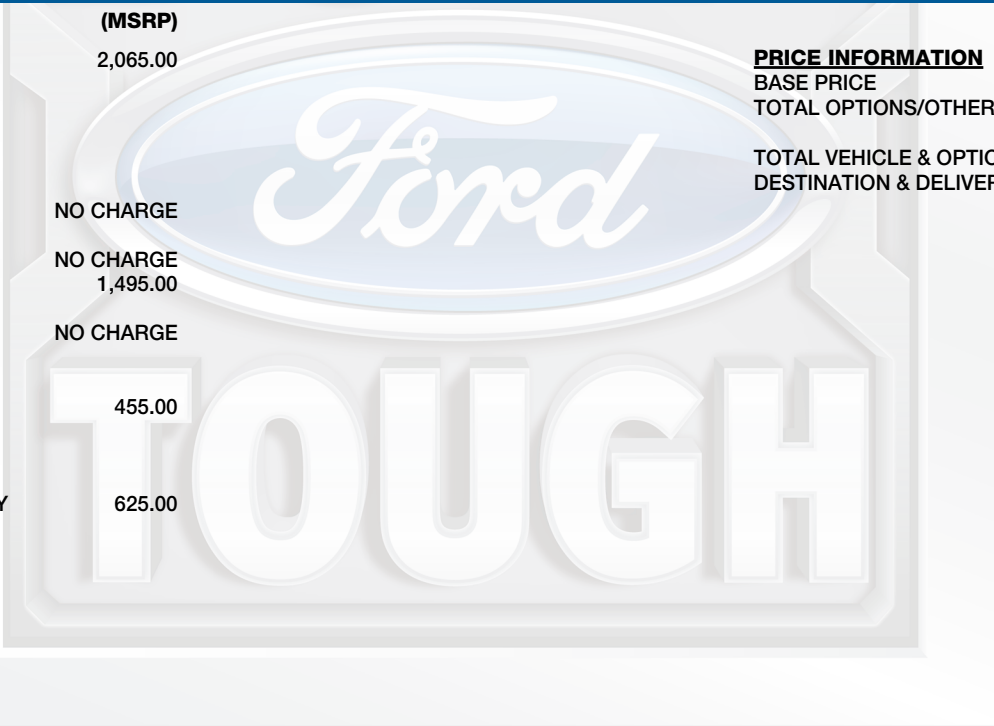 (MSRP)
2,065.00
NO CHARGE
NO CHARGE
1,495.00
NO CHARGE
455.00
Y 625.00
PRICE INFORMATION
BASE PRICE
TOTAL OPTIONS/OTHER
TOTAL VEHICLE & OPTIO
DESTINATION & DELIVER
Ford
TOUGH